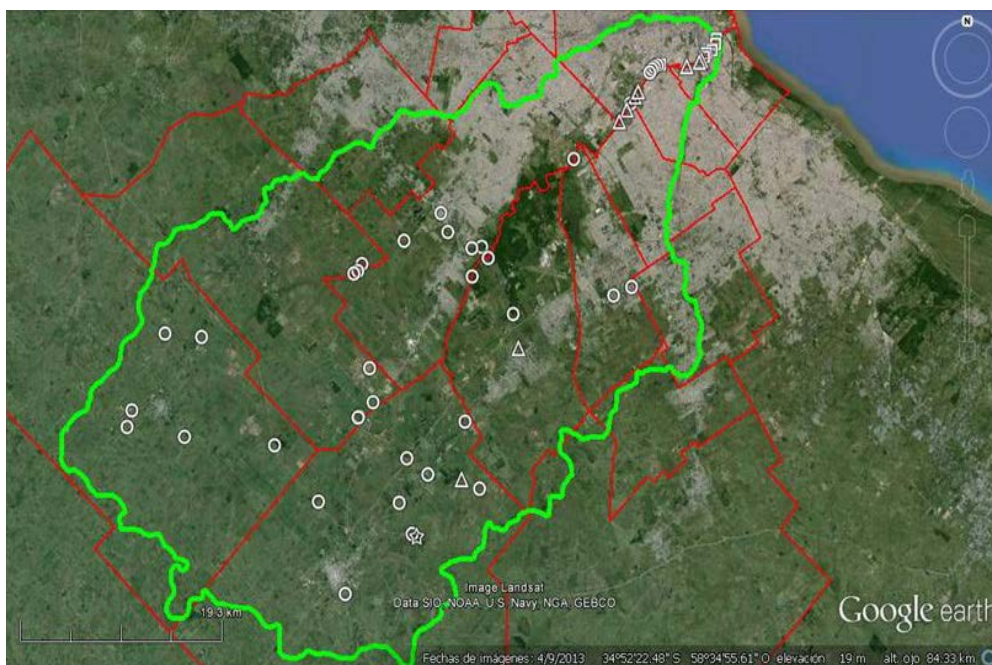 N
19.3 km
Image Landsat
Data SIO, NOAA, U.S. Navy, NGA, GEBCO
Google earth
Fechas de imágenes: 4/9/2013 34°52'22.48" S 58°34'55.61" O elevación 19 m alt. ojo 84.33 km